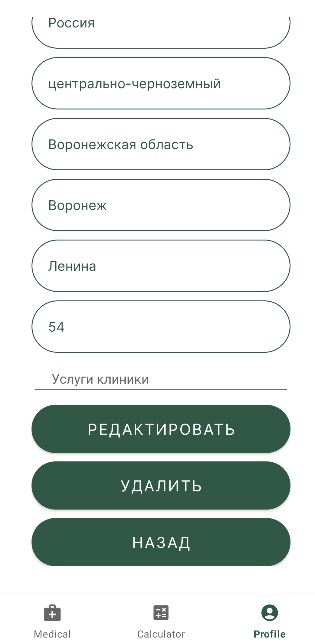 Россия
центрально-черноземный
Воронежская область
Воронеж
Ленина
54
Услуги клиники
РЕДАКТИРОВАТЬ
УДАЛИТЬ
НАЗАД
Medical
Calculator
Profile